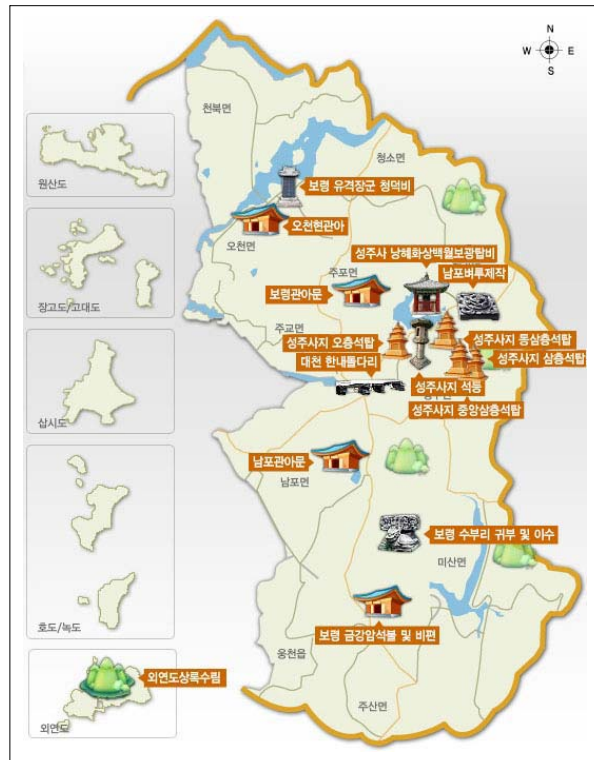 N
W E
S
천북면
원산도
청소면
보령 유격장군 청덕비
오천현관아
오천면
성주사 낭혜화상백월보광탑비
주포면
남포벼루제작
보령관아문
장고도/고대도
주교면
성주사지 오층석탑
성주사지 동삼층석탑
대천 한내돌다리
성주사지 삼층석탑
성주사지 석등
성주사지 중앙삼층석탑
삽시도
남포관아문
남포면
보령 수부리 귀부 및 이수
미산면
호도/녹도
보령 금강암석불 및 비편
웅천읍
외연도상록수림
주산면
외연도